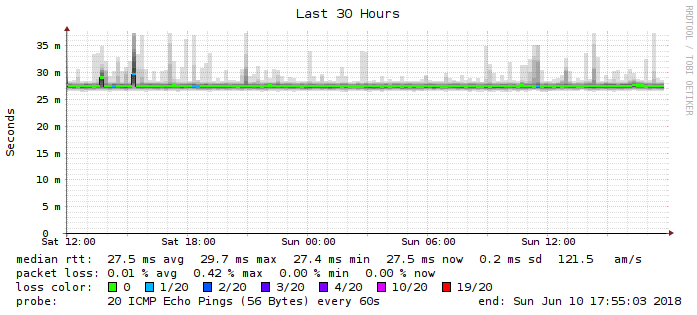 Last 30 Hours
RRDTOOL / TOBI OETIKER
Seconds
35 m
30 m
25 m
20 m
15 m
10 m
5 m
0
Sat 12:00 Sat 18:00 Sun 00:00 Sun 06:00 Sun 12:00
median rtt: 27.5 ms avg 29.7 ms max 27.4 ms min 27.5 ms now 0.2 ms sd 121.5 am/s
packet loss: 0.01 % avg 0.42 % max 0.00 % min 0.00 % now
loss color: 0 1/20 2/20 3/20 4/20 10/20 19/20
probe: 20 ICMP Echo Pings (56 Bytes) every 60s end: Sun Jun 10 17:55:03 2018